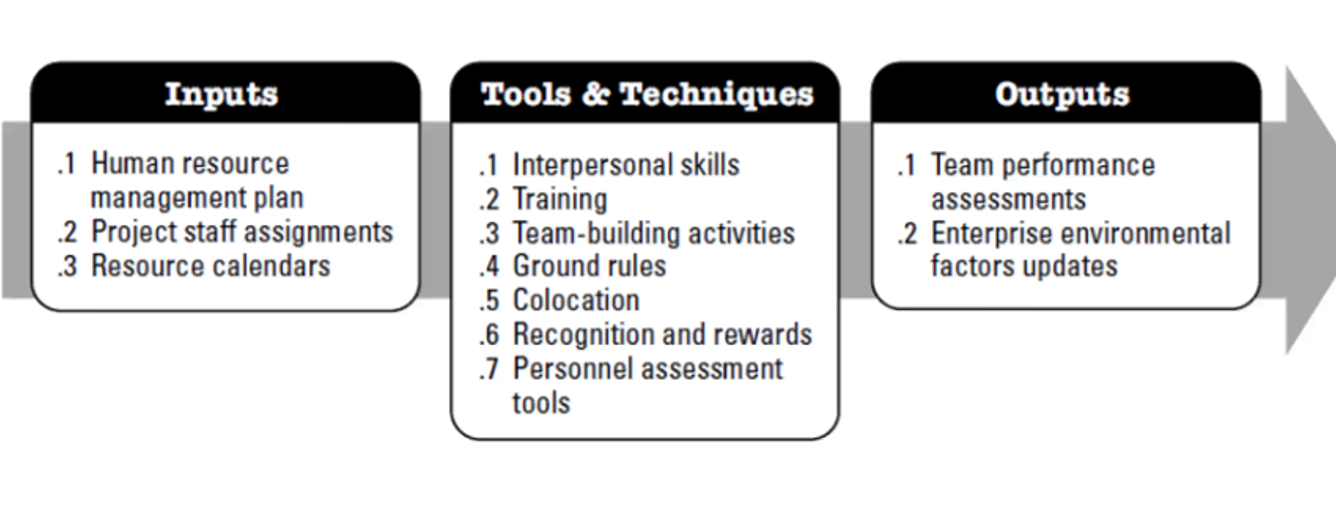 Inputs
.1 Human resource
management plan
.2 Project staff assignments
.3 Resource calendars
Tools & Techniques
.1 Interpersonal skills
.2 Training
.3 Team-building activities
.4 Ground rules
.5 Colocation
.6 Recognition and rewards
.7 Personnel assessment
tools
Outputs
.1 Team performance
assessments
.2 Enterprise environmental
factors updates